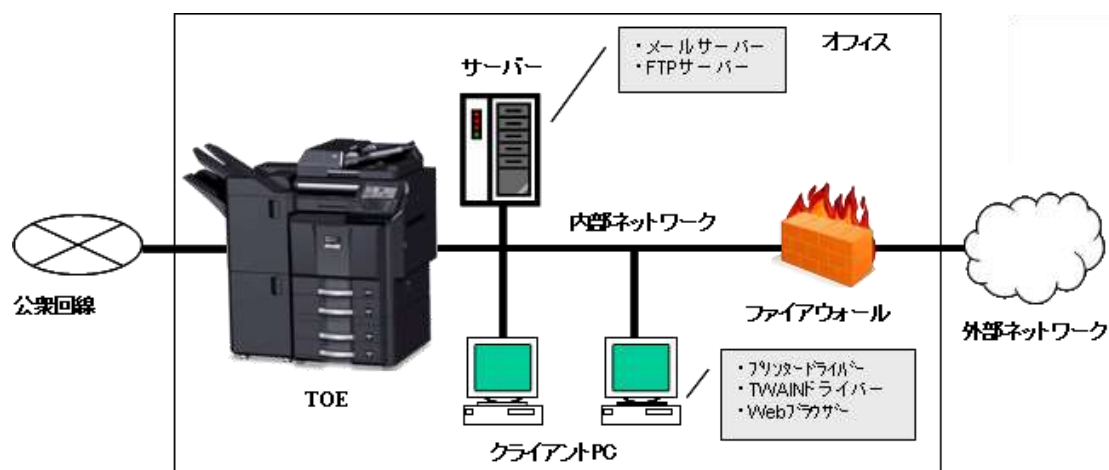 オフィス
・メールサーバー
・FTPサーバー
サーバー
内部ネットワーク
公衆回線
ファイアウォール
外部ネットワーク
TOE
・プリンタードライバー
・TWAINドライバー
・Webブラウザー
クライアントPC